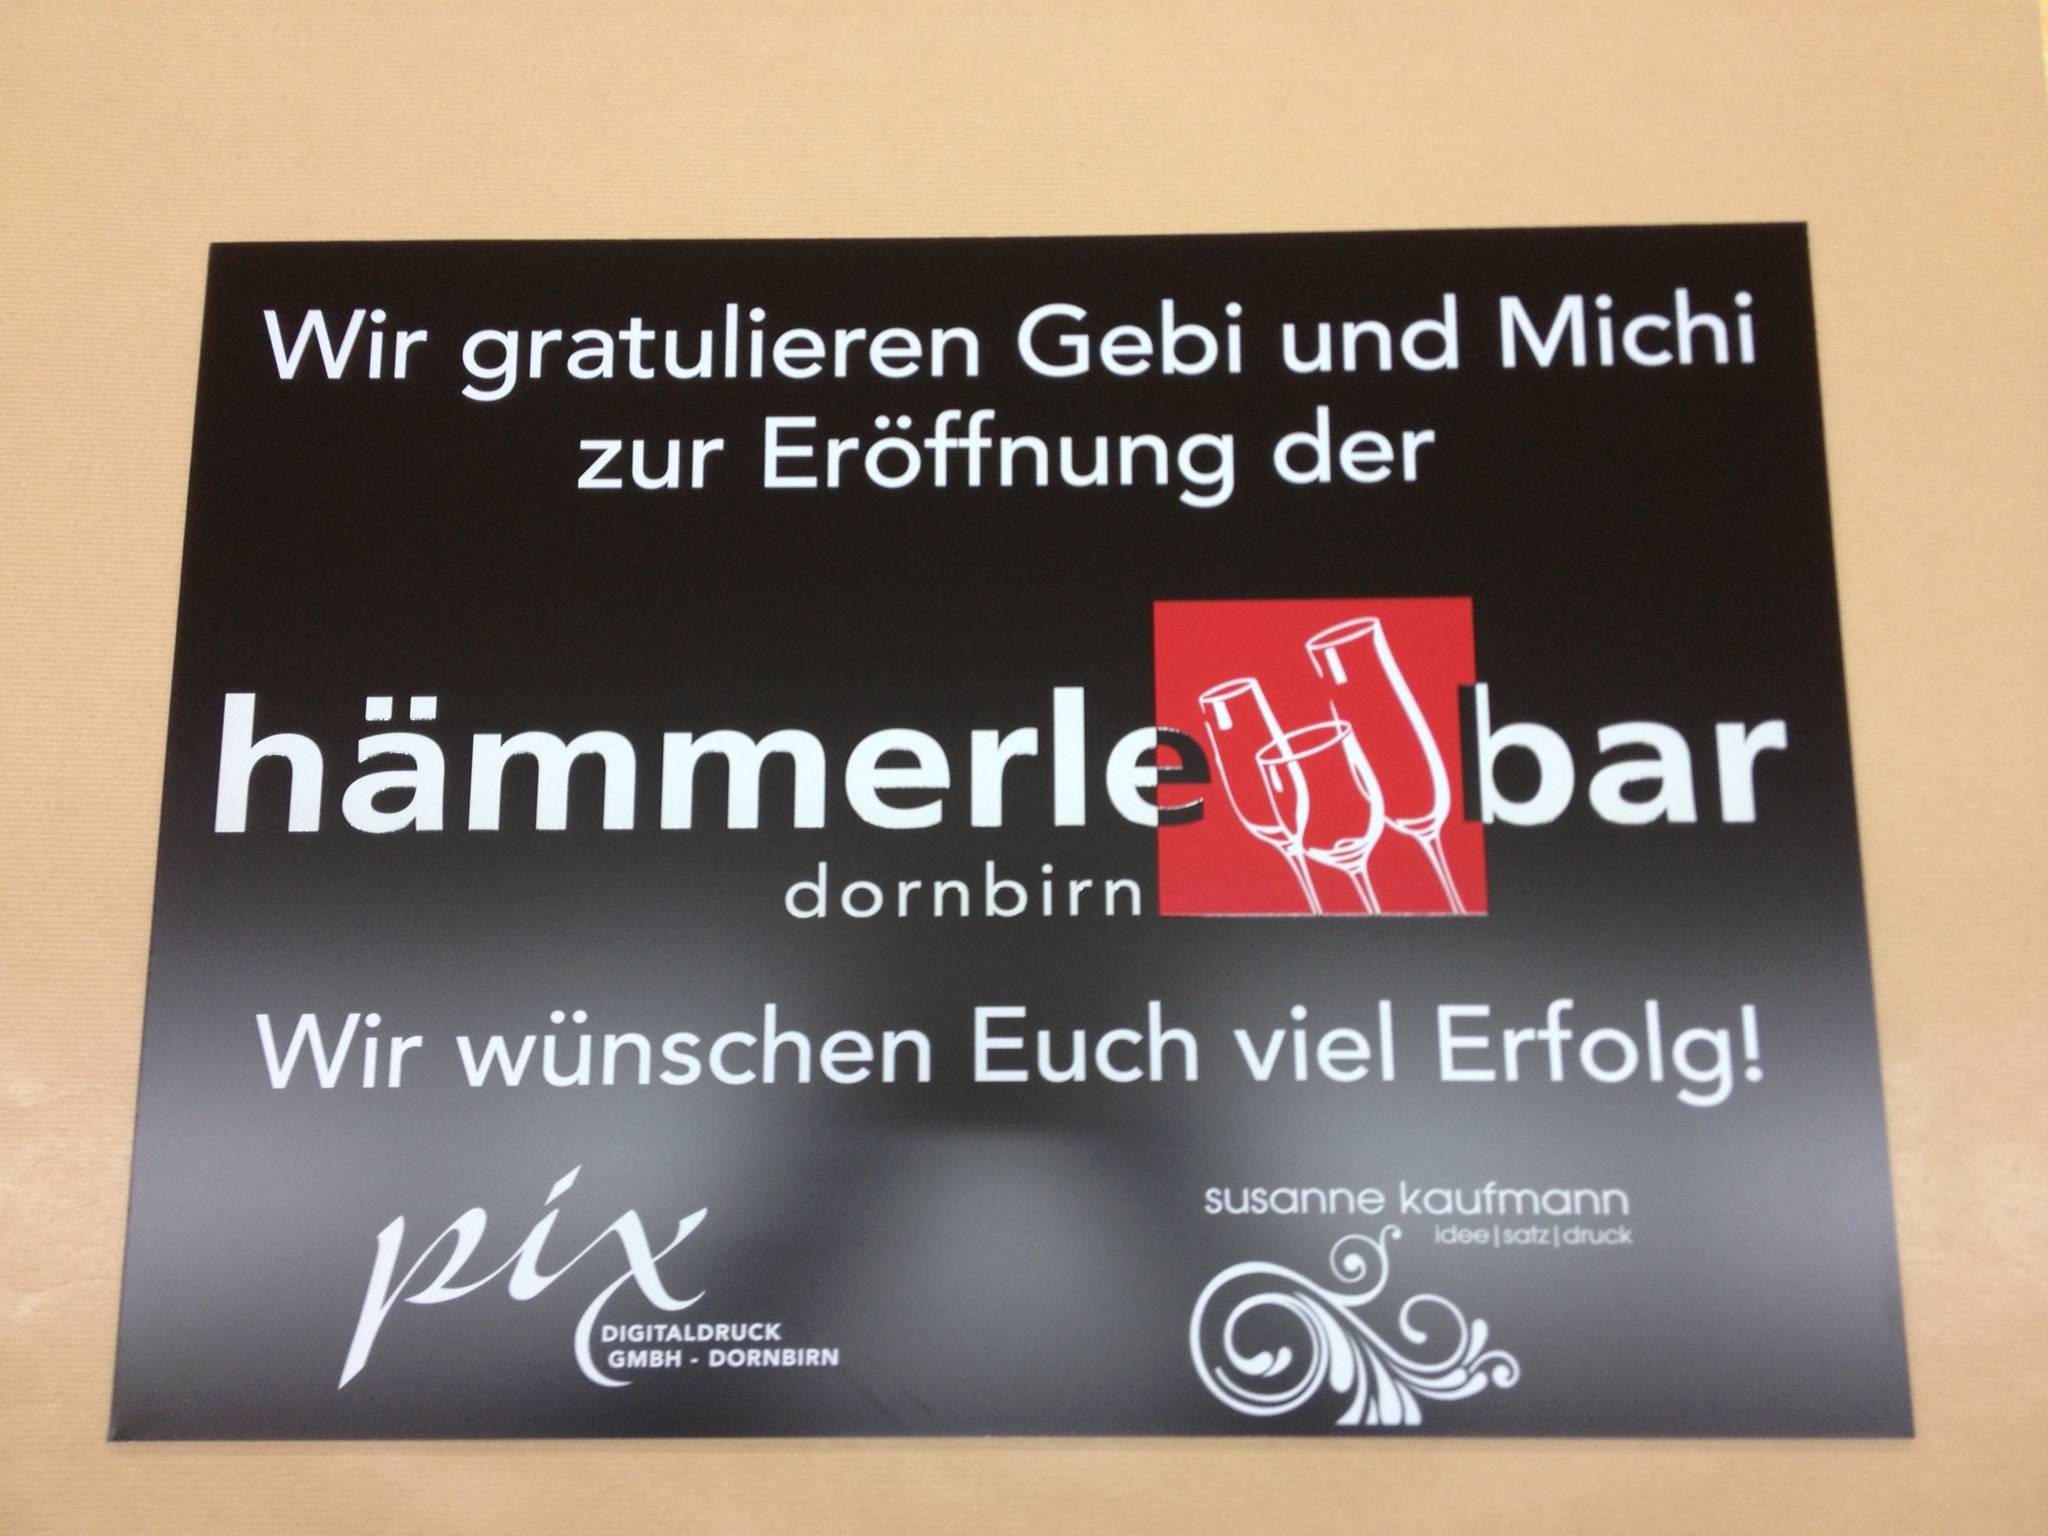 Wir gratulieren Gebi und Michi
zur Eröffnung der
hämmerle bar
dornbirn
Wir wünschen Euch viel Erfolg!
pix
DIGITALDRUCK
GMBH - DORNBIRN
susanne kaufmann
idee|satz|druck